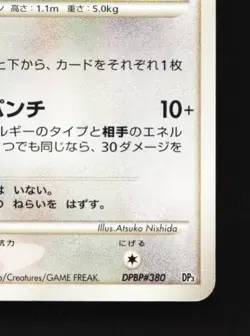 高さ：1.1m 重さ：5.0kg
と下から、カードをそれぞれ1枚
パンチ 10+
ルギーのタイプと相手のエネル
つでも同じなら、30ダメージを
は いない。
の ねらいを はずす。
Illus.Atsuko Nishida
抗力 にげる
/Creatures/GAME FREAK. DPBP#380 DP3